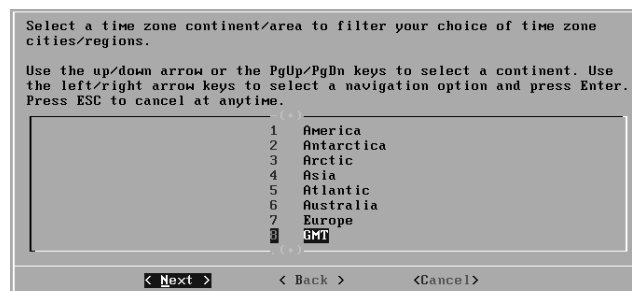 Select a time zone continent/area to filter your choice of time zone
cities/regions.
Use the up/down arrow or the PgUp/PgDn keys to select a continent. Use
the left/right arrow keys to select a navigation option and press Enter.
Press ESC to cancel at anytime.
(+)
1 America
2 Antarctica
3 Arctic
4 Asia
5 Atlantic
6 Australia
7 Europe
8 GMT
(+)
< Next > < Back > <Cancel>